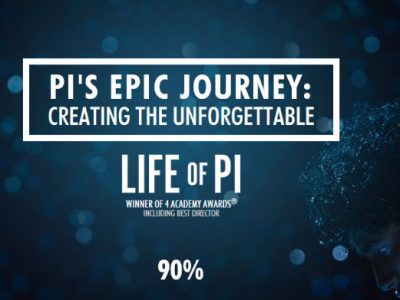 PI'S EPIC JOURNEY:
CREATING THE UNFORGETTABLE
LIFE OF PI
WINNER OF 4 ACADEMY AWARDS®
INCLUDING BEST DIRECTOR
90%